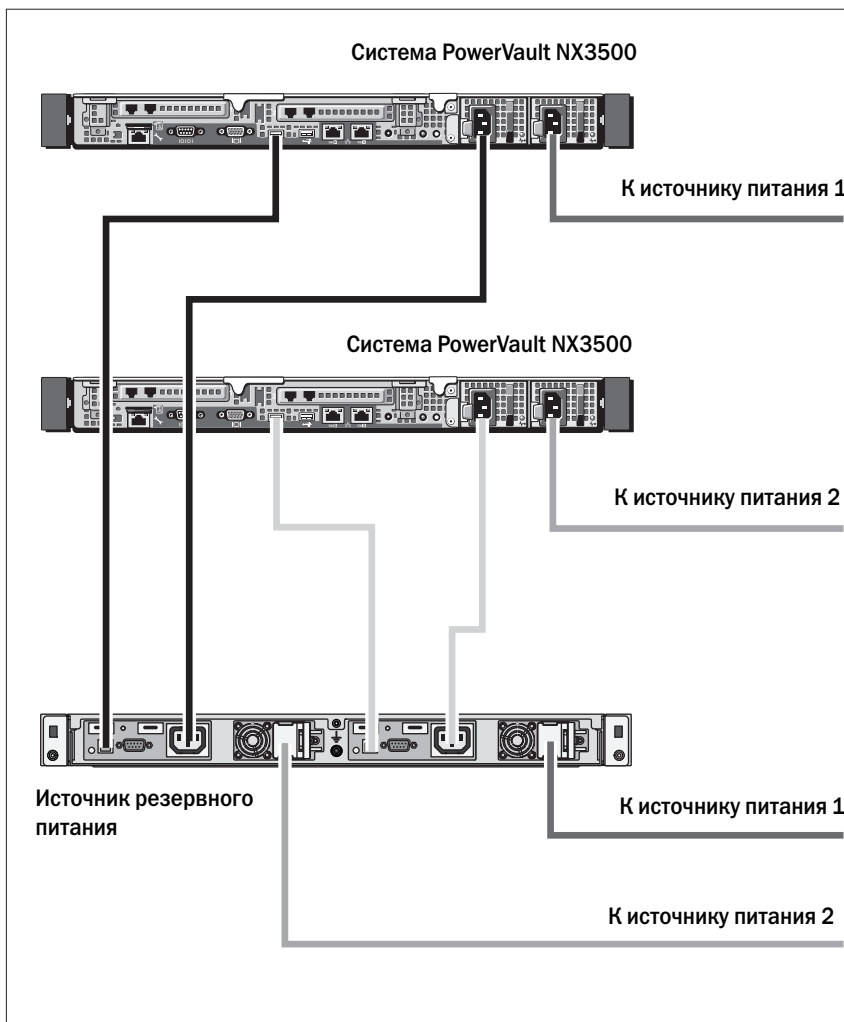 Система PowerVault NX3500
К источнику питания 1
Система PowerVault NX3500
К источнику питания 2
Источник резервного
питания
К источнику питания 1
К источнику питания 2